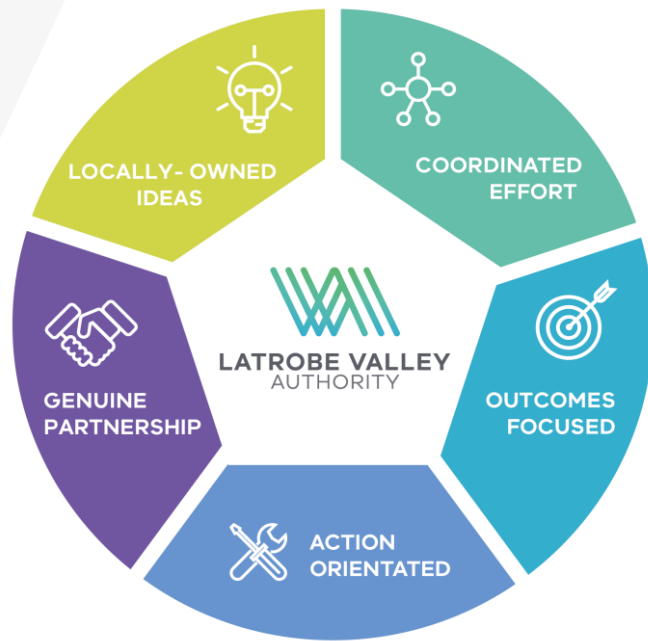 LOCALLY- OWNED
IDEAS
COORDINATED
EFFORT
LATROBE VALLEY
AUTHORITY
GENUINE
PARTNERSHIP
OUTCOMES
FOCUSED
ACTION
ORIENTATED